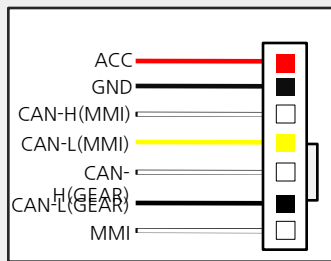 ACC
GND
CAN-H(MMI)
CAN-L(MMI)
CAN-
H(GEAR)
CAN-L(GEAR)
MMI